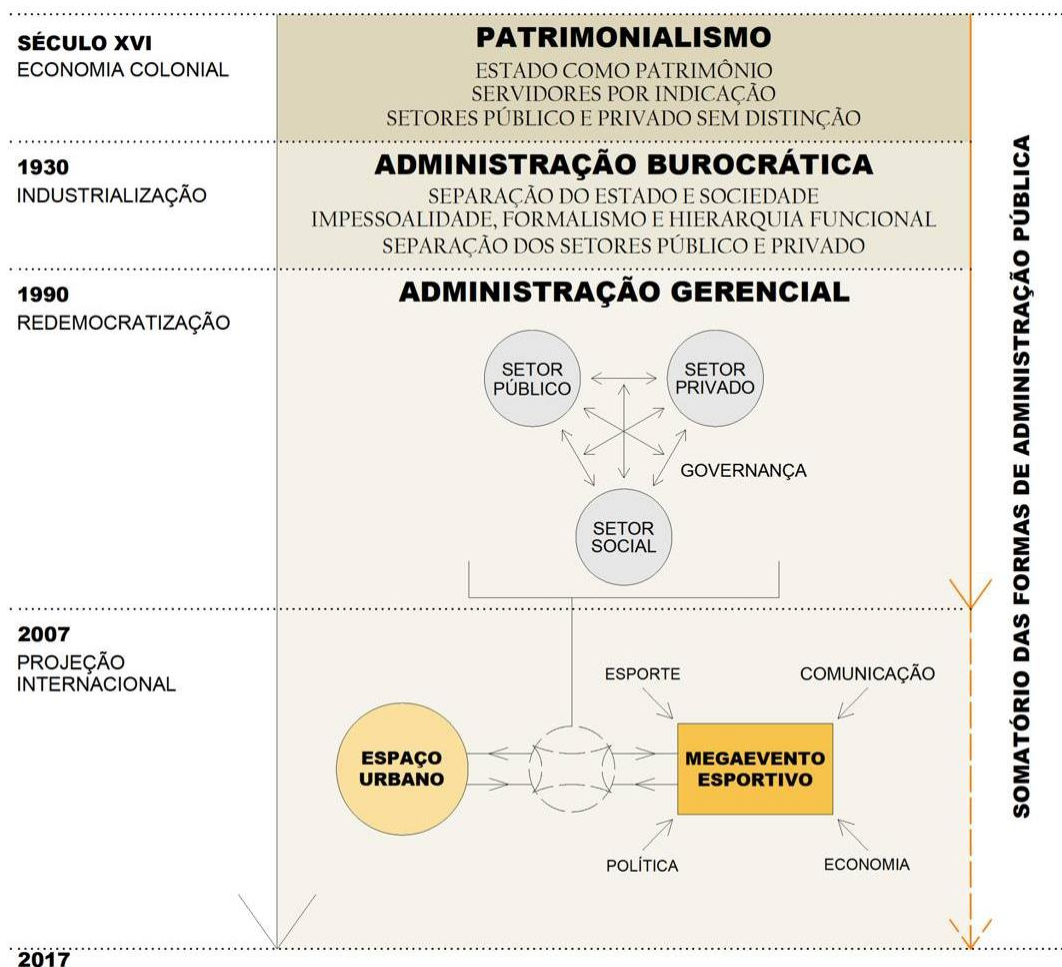 SÉCULO XVI
ECONOMIA COLONIAL
PATRIMONIALISMO
ESTADO COMO PATRIMÔNIO
SERVIDORES POR INDICAÇÃO
SETORES PÚBLICO E PRIVADO SEM DISTINÇÃO
1930
INDUSTRIALIZAÇÃO
ADMINISTRAÇÃO BUROCRÁTICA
SEPARAÇÃO DO ESTADO E SOCIEDADE
IMPESSOALIDADE, FORMALISMO E HIERARQUIA FUNCIONAL
SEPARAÇÃO DOS SETORES PÚBLICO E PRIVADO
1990
REDEMOCRATIZAÇÃO
ADMINISTRAÇÃO GERENCIAL
SETOR
PÚBLICO
SETOR
PRIVADO
GOVERNANÇA
SETOR
SOCIAL
2007
PROJEÇÃO
INTERNACIONAL
ESPORTE
COMUNICAÇÃO
ESPAÇO
URBANO
MEGAEVENTO
ESPORTIVO
POLÍTICA
ECONOMIA
2017
SOMATÓRIO DAS FORMAS DE ADMINISTRAÇÃO PÚBLICA